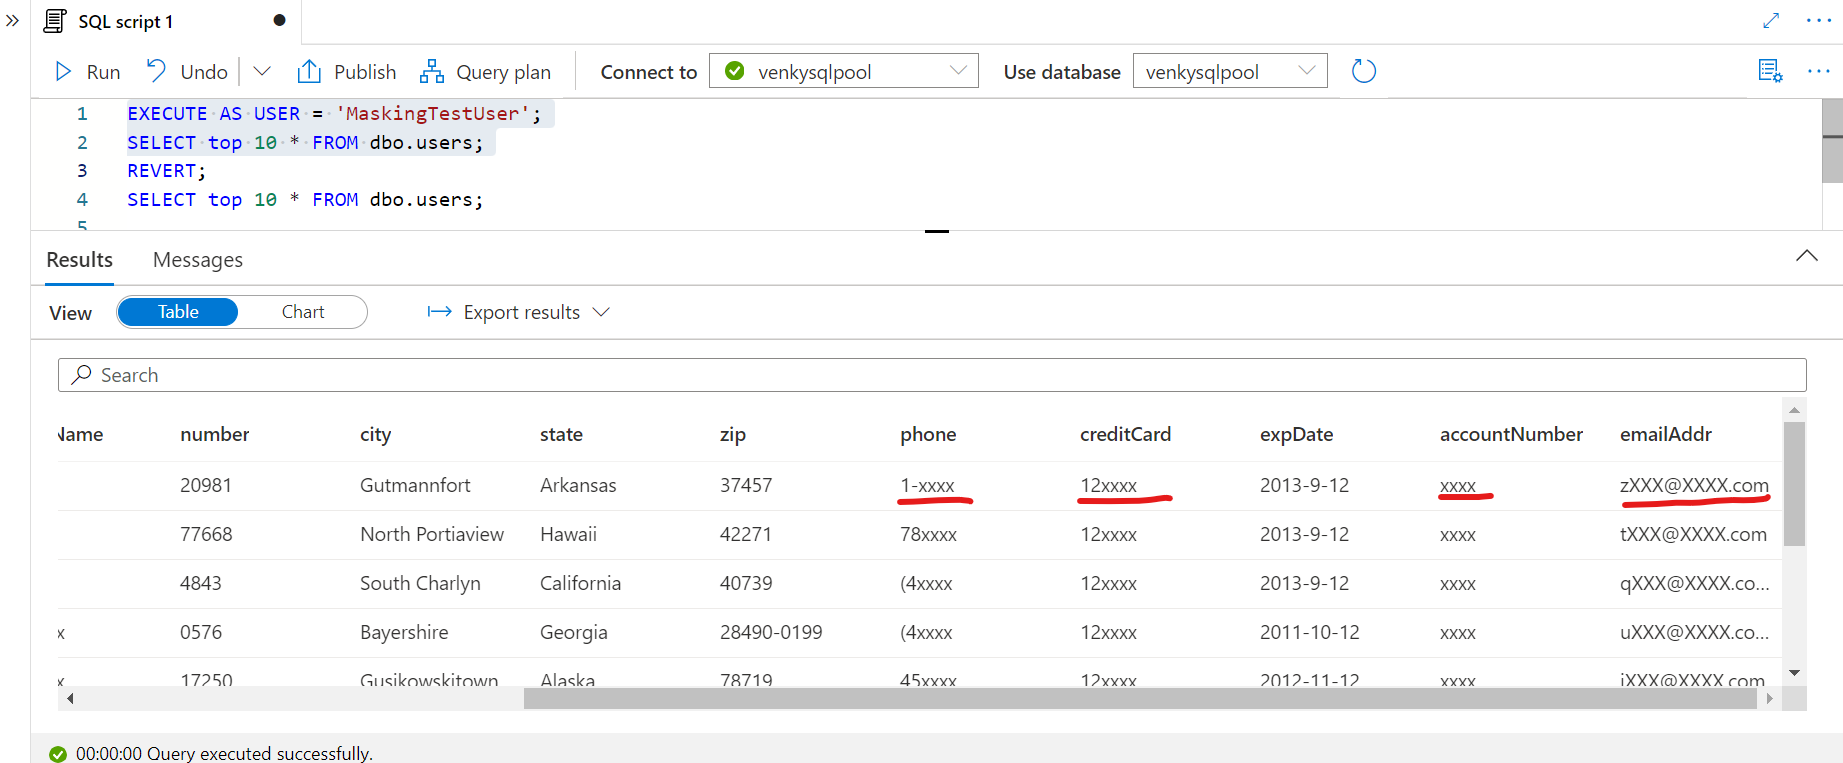 SQL script 1
Run Undo Publish Query plan Connect to venkysqlpool Use database venkysqlpool
1 EXECUTE AS USER = 'MaskingTestUser';
2 SELECT top 10 * FROM dbo.users;
3 REVERT;
4 SELECT top 10 * FROM dbo.users;
5
Results Messages
View Table Chart Export results
Search
Name number city state zip phone creditCard expDate accountNumber emailAddr
20981 Gutmannfort Arkansas 37457 1-xxxx 12xxxx 2013-9-12 xxxx zXXX@XXXX.com
77668 North Portiaview Hawaii 42271 78xxxx 12xxxx 2013-9-12 xxxx tXXX@XXXX.com
4843 South Charlyn California 40739 (4xxxx 12xxxx 2013-9-12 xxxx qXXX@XXXX.co...
x 0576 Bayershire Georgia 28490-0199 (4xxxx 12xxxx 2011-10-12 xxxx uXXX@XXXX.co...
x 17250 Gusikowskitown Alaska 78719 45xxxx 12xxxx 2012-11-12 xxxx iXXX@XXXX.com
00:00:00 Query executed successfully.